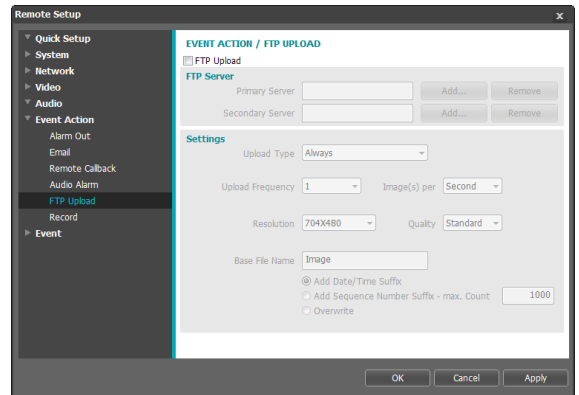 Remote Setup
x
Quick Setup
System
Network
Video
Audio
Event Action
Alarm Out
Email
Remote Callback
Audio Alarm
FTP Upload
Record
Event
EVENT ACTION / FTP UPLOAD
FTP Upload
FTP Server
Primary Server Add... Remove
Secondary Server Add... Remove
Settings
Upload Type Always
Upload Frequency 1 Image(s) per Second
Resolution 704X480 Quality Standard
Base File Name Image
Add Date/Time Suffix
Add Sequence Number Suffix - max. Count 1000
Overwrite
OK Cancel Apply